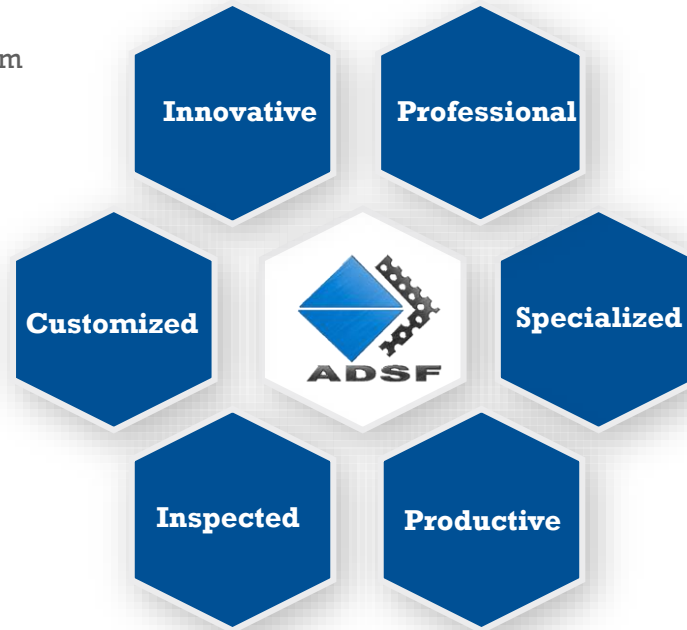 m
Innovative
Professional
Customized
ADSF
Specialized
Inspected
Productive